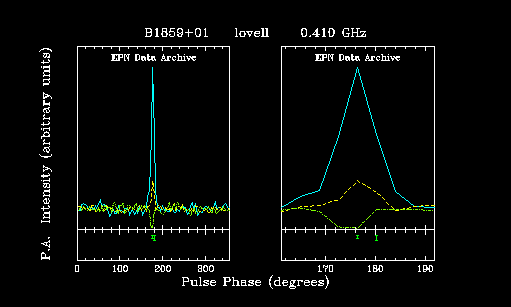 B1859+01 lovell 0.410 GHz
EPN Data Archive EPN Data Archive
P.A. Intensity (arbitrary units)
0 100 200 300 170 180 190
Pulse Phase (degrees)